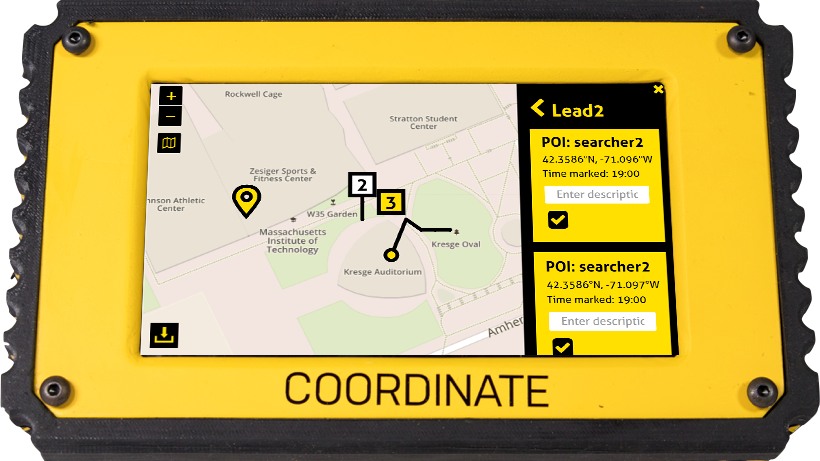 +
−
Rockwell Cage
Stratton Student
Center
Zesiger Sports &
Fitness Center
nnson Athletic
Center
W35 Garden
Massachusetts
Institute of
Technology
2
3
Kresge Oval
Kresge Auditorium
Amher
Lead2
POI: searcher2
42.3586°N, -71.096°W
Time marked: 19:00
Enter descriptic
POI: searcher2
42.3586°N, -71.097°W
Time marked: 19:00
Enter descriptic
COORDINATE